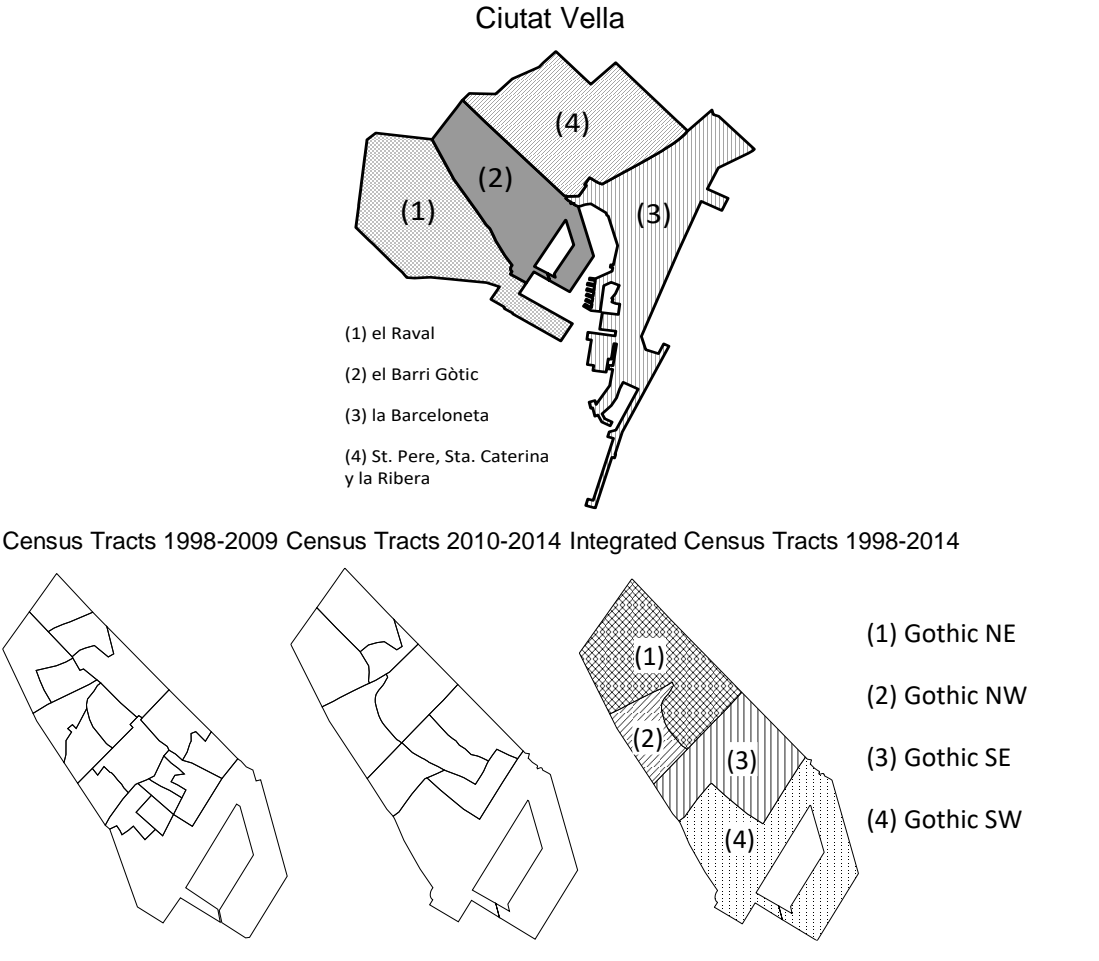 Ciutat Vella
(4)
(2)
(1)
(3)
(1) el Raval
(2) el Barri Gòtic
(3) la Barceloneta
(4) St. Pere, Sta. Caterina
y la Ribera
Census Tracts 1998-2009 Census Tracts 2010-2014 Integrated Census Tracts 1998-2014
(1)
(2)
(3)
(4)
(1) Gothic NE
(2) Gothic NW
(3) Gothic SE
(4) Gothic SW